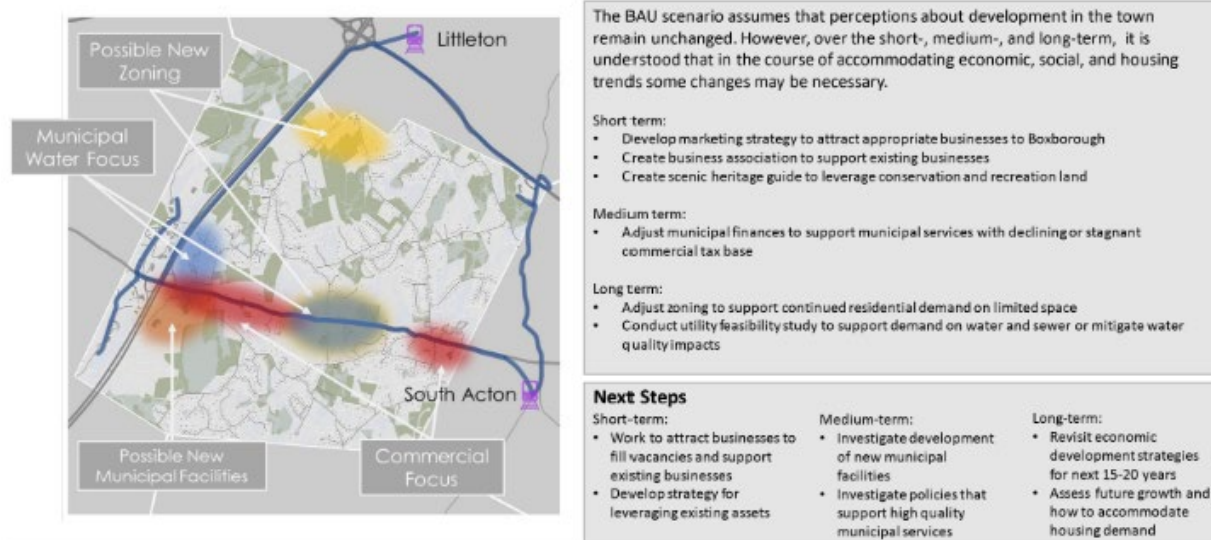 Littleton
Possible New
Zoning
Municipal
Water Focus
South Acton
Possible New
Municipal Facilities
Commercial
Focus
The BAU scenario assumes that perceptions about development in the town
remain unchanged. However, over the short-, medium-, and long-term, it is
understood that in the course of accommodating economic, social, and housing
trends some changes may be necessary.
Short term:
• Develop marketing strategy to attract appropriate businesses to Boxborough
• Create business association to support existing businesses
• Create scenic heritage guide to leverage conservation and recreation land
Medium term:
• Adjust municipal finances to support municipal services with declining or stagnant
commercial tax base
Long term:
• Adjust zoning to support continued residential demand on limited space
• Conduct utility feasibility study to support demand on water and sewer or mitigate water
quality impacts
Next Steps
Short-term:
• Work to attract businesses to
fill vacancies and support
existing businesses
• Develop strategy for
leveraging existing assets
Medium-term:
• Investigate development
of new municipal
facilities
• Investigate policies that
support high quality
municipal services
Long-term:
• Revisit economic
development strategies
for next 15-20 years
• Assess future growth and
how to accommodate
housing demand